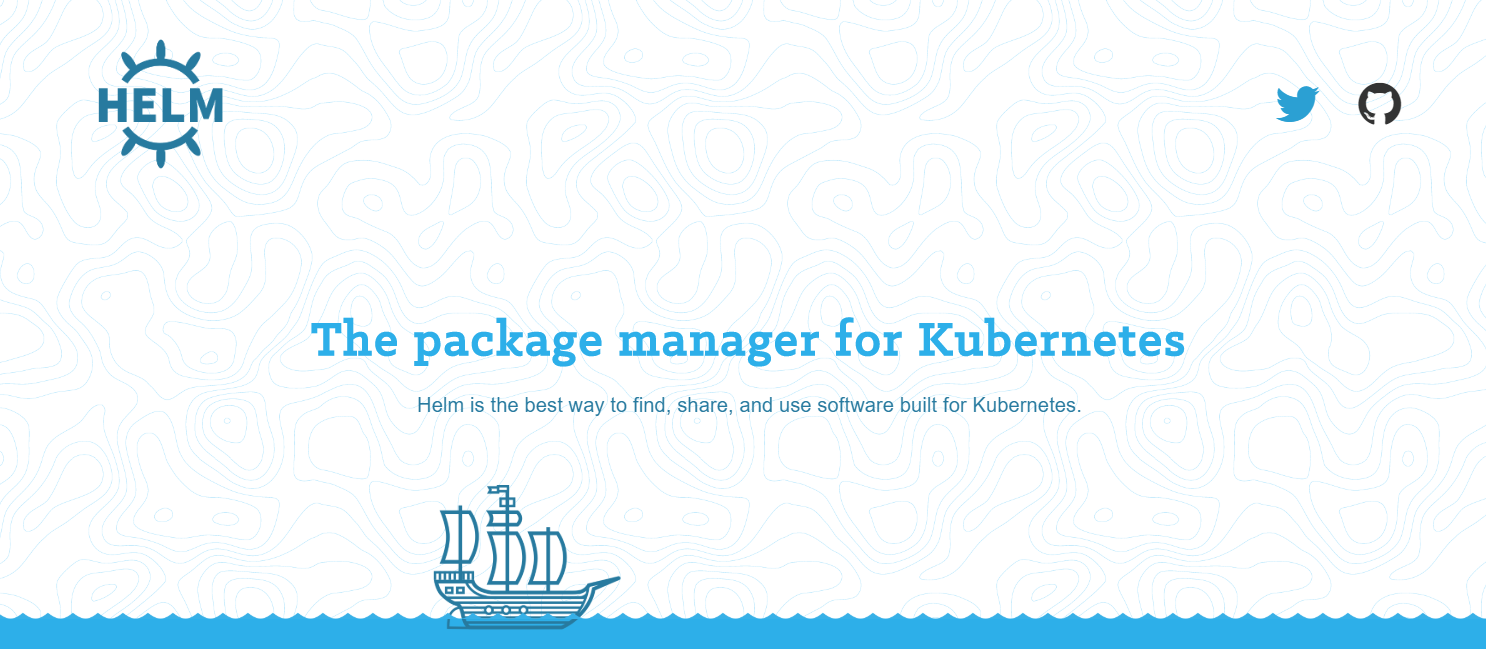 HELM
The package manager for Kubernetes
Helm is the best way to find, share, and use software built for Kubernetes.